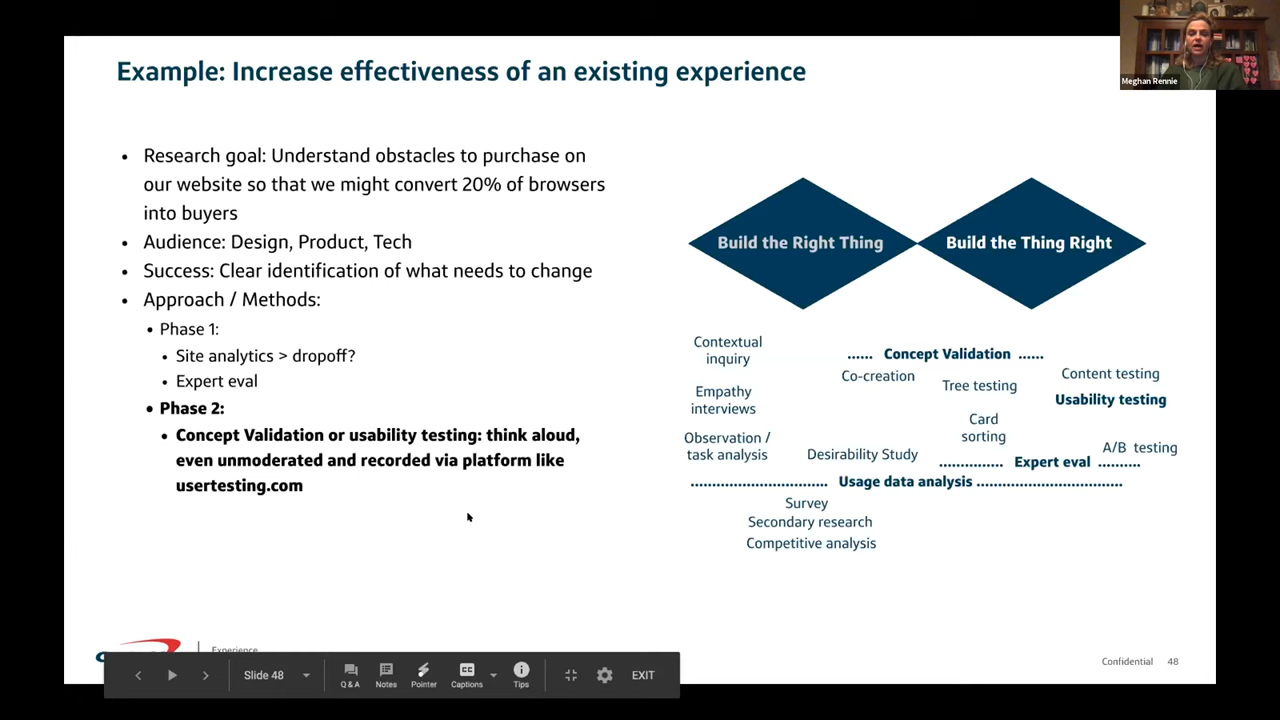 Example: Increase effectiveness of an existing experience
Meghan Rennie
• Research goal: Understand obstacles to purchase on
our website so that we might convert 20% of browsers
into buyers
• Audience: Design, Product, Tech
• Success: Clear identification of what needs to change
• Approach / Methods:
• Phase 1:
• Site analytics > dropoff?
• Expert eval
• Phase 2:
• Concept Validation or usability testing: think aloud,
even unmoderated and recorded via platform like
usertesting.com
Build the Right Thing
Build the Thing Right
Contextual
inquiry
Empathy
interviews
Observation /
task analysis
...... Concept Validation ......
Co-creation
Tree testing
Content testing
Usability testing
Card
sorting
Desirability Study
A/B testing
............... Expert eval ..........
................................ Usage data analysis ..................................
Survey
Secondary research
Competitive analysis
Experience
Slide 48
Q & A
Notes
Pointer
CC
Captions
Tips
EXIT
Confidential 48